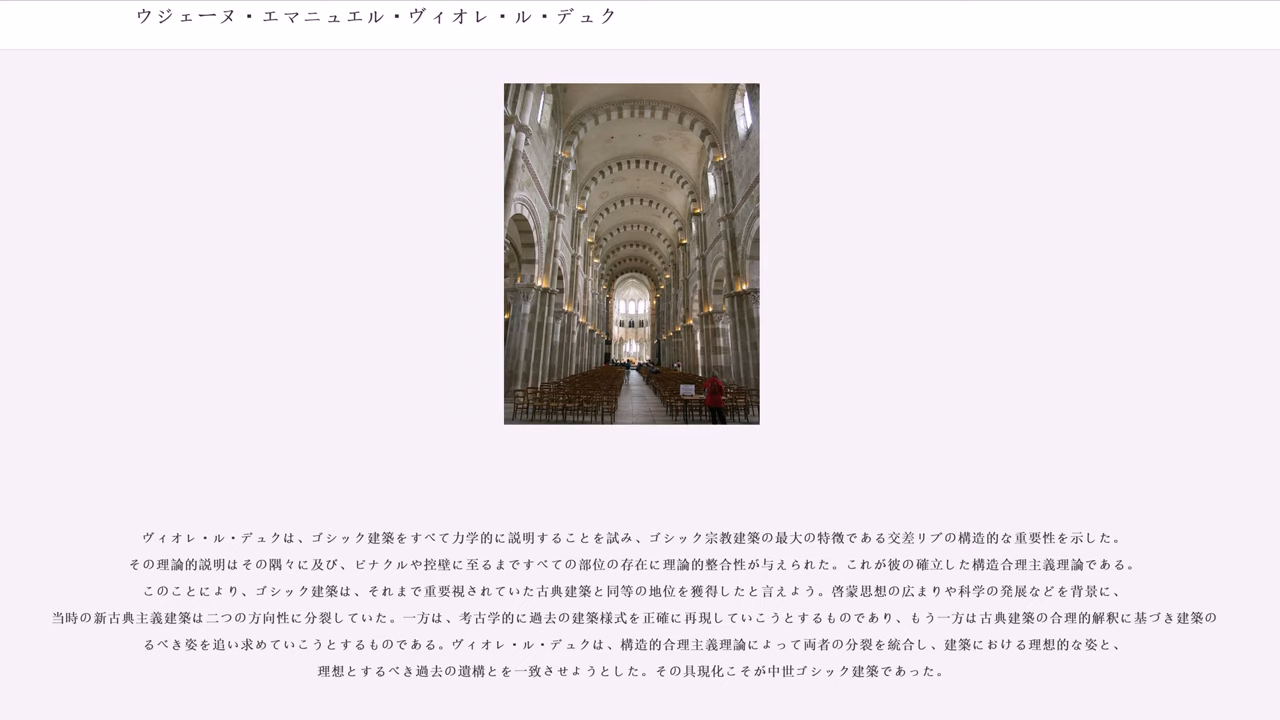 ウジェーヌ・エマニュエル・ヴィオレ・ル・デュク
ヴィオレ・ル・デュクは、ゴシック建築をすべて力学的に説明することを試み、ゴシック宗教建築の最大の特徴である交差リブの構造的な重要性を示した。
その理論的説明はその隅々に及び、ピナクルや控壁に至るまですべての部位の存在に理論的整合性が与えられた。これが彼の確立した構造合理主義理論である。
このことにより、ゴシック建築は、それまで重要視されていた古典建築と同等の地位を獲得したと言えよう。啓蒙思想の広まりや科学の発展などを背景に、
当時の新古典主義建築は二つの方向性に分裂していた。一方は、考古学的に過去の建築様式を正確に再現していこうとするものであり、もう一方は古典建築の合理的解釈に基づき建築の
るべき姿を追い求めていこうとするものである。ヴィオレ・ル・デュクは、構造的合理主義理論によって両者の分裂を統合し、建築における理想的な姿と、
理想とするべき過去の遺構とを一致させようとした。その具現化こそが中世ゴシック建築であった。